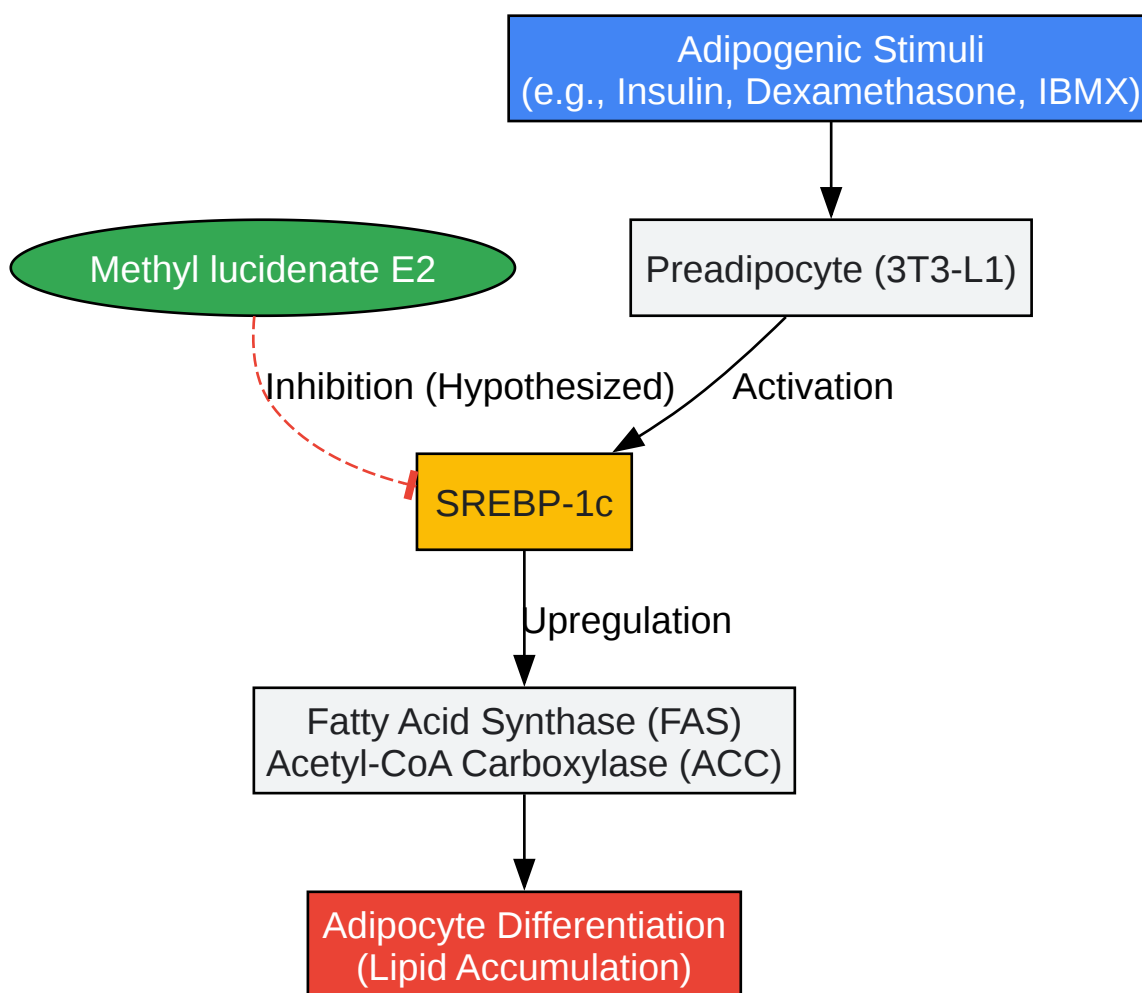 Adipogenic Stimuli
(e.g., Insulin, Dexamethasone, IBMX)
Methyl lucidenate E2
Preadipocyte (3T3-L1)
Inhibition (Hypothesized)
Activation
SREBP-1c
Upregulation
Fatty Acid Synthase (FAS)
Acetyl-CoA Carboxylase (ACC)
Adipocyte Differentiation
(Lipid Accumulation)